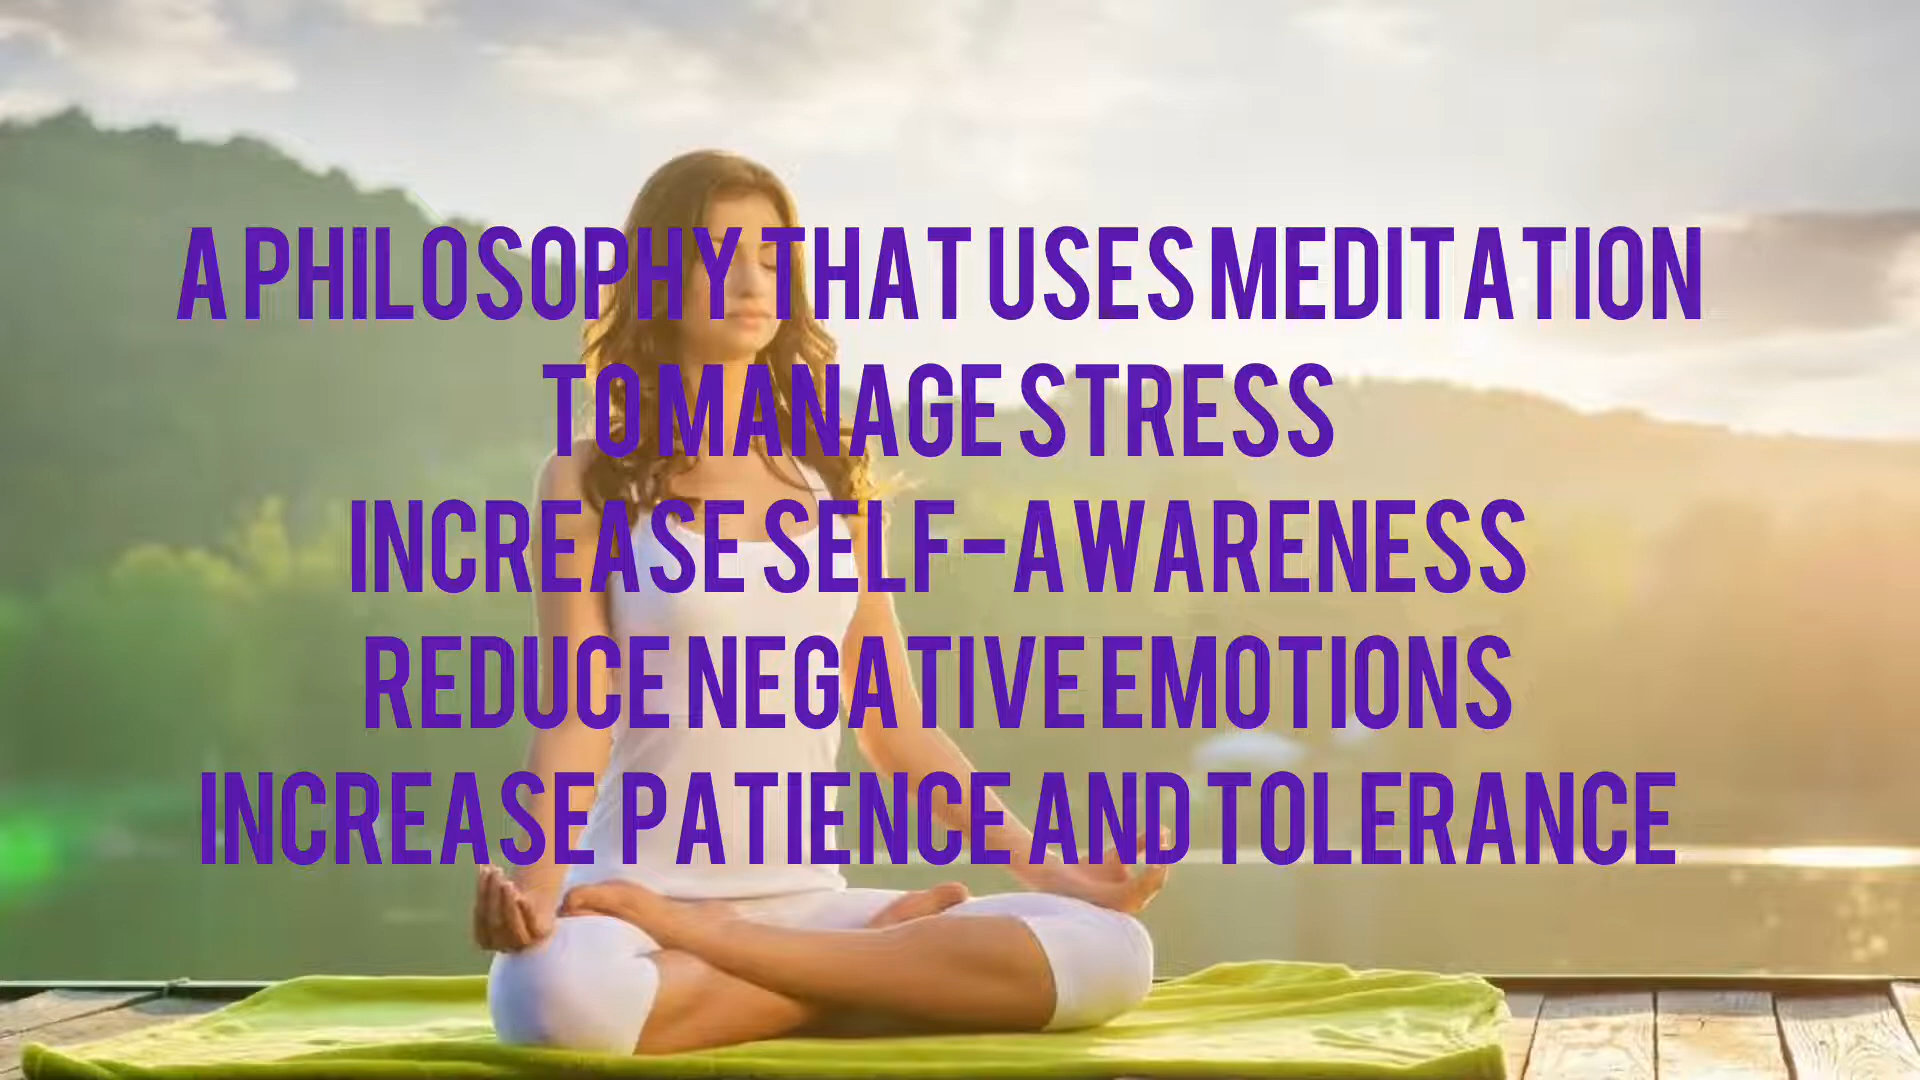 A PHILOSOPHY THAT USES MEDITATION
TO MANAGE STRESS
INCREASE SELF-AWARENESS
REDUCE NEGATIVE EMOTIONS
INCREASE PATIENCE AND TOLERANCE